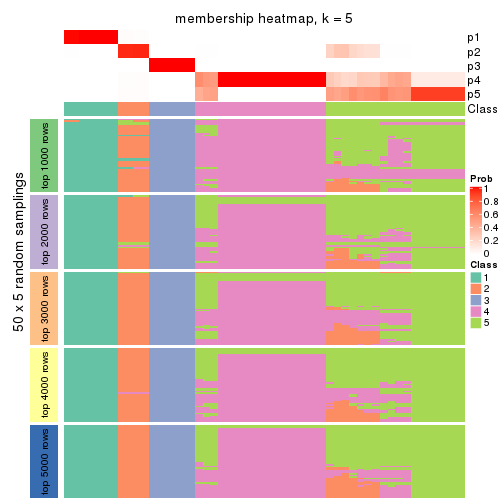 membership heatmap, k = 5
p1
p2
p3
p4
p5
Class
50 x 5 random samplings
top 1000 rows
top 2000 rows
top 3000 rows
top 4000 rows
top 5000 rows
Prob
1
0.8
0.6
0.4
0.2
0
Class
1
2
3
4
5